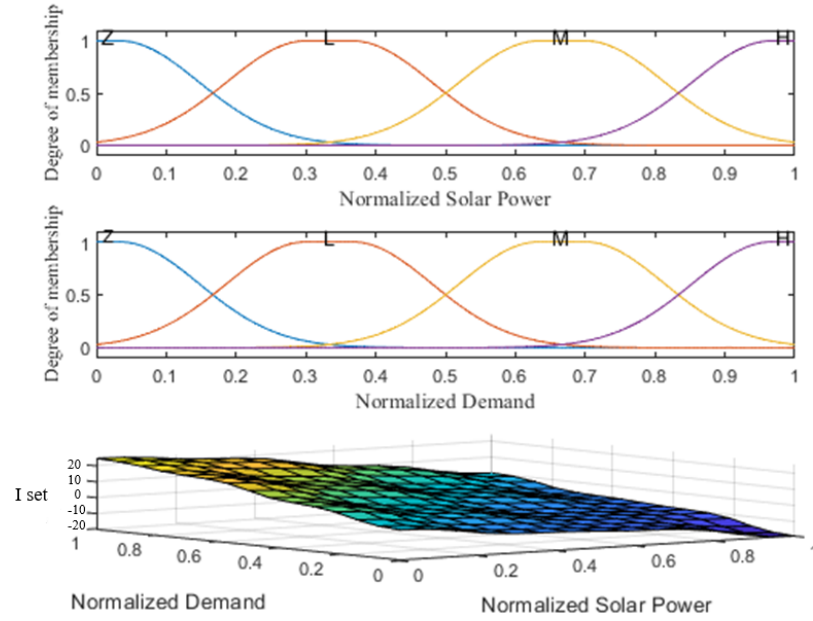 Degree of membership
1
0.5
0
Z
L
M
H
0 0.1 0.2 0.3 0.4 0.5 0.6 0.7 0.8 0.9 1
Normalized Solar Power
Degree of membership
1
0.5
0
Z
L
M
H
0 0.1 0.2 0.3 0.4 0.5 0.6 0.7 0.8 0.9 1
Normalized Demand
I set
20
10
0
-10
-20
1 0.8 0.6 0.4 0.2 0
0 0.2 0.4 0.6 0.8
Normalized Demand
Normalized Solar Power